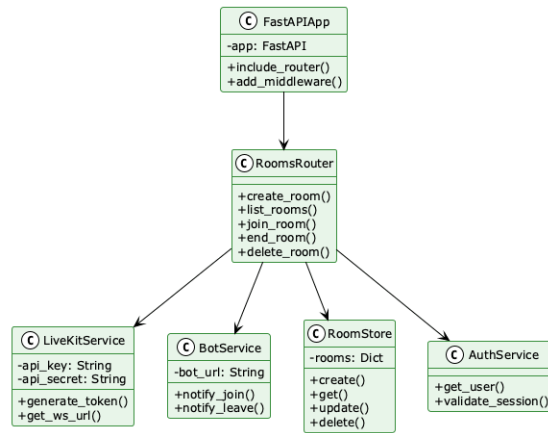 C FastAPIApp
-app: FastAPI
+include_router()
+add_middleware()
C RoomsRouter
+create_room()
+list_rooms()
+join_room()
+end_room()
+delete_room()
C LiveKitService
-api_key: String
-api_secret: String
+generate_token()
+get_ws_url()
C BotService
-bot_url: String
+notify_join()
+notify_leave()
C RoomStore
-rooms: Dict
+create()
+get()
+update()
+delete()
C AuthService
+get_user()
+validate_session()